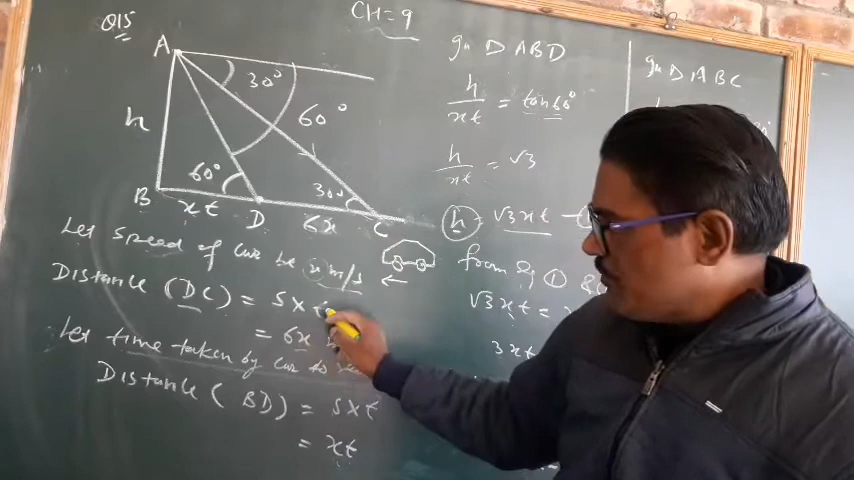 Q15
CH=9
A
30°
60°
h
60°
30°
B
xt
D
6x
C
Let speed of Car be x m/s
Distance (DC) = S×
= 6x
Let time taken by Car to
Distance ( BD) = S×t
= xt
In Δ ABD
h/xt = tan60°
h/xt = √3
h = √3xt
from eq ①
√3xt =
3xt
In Δ ABC